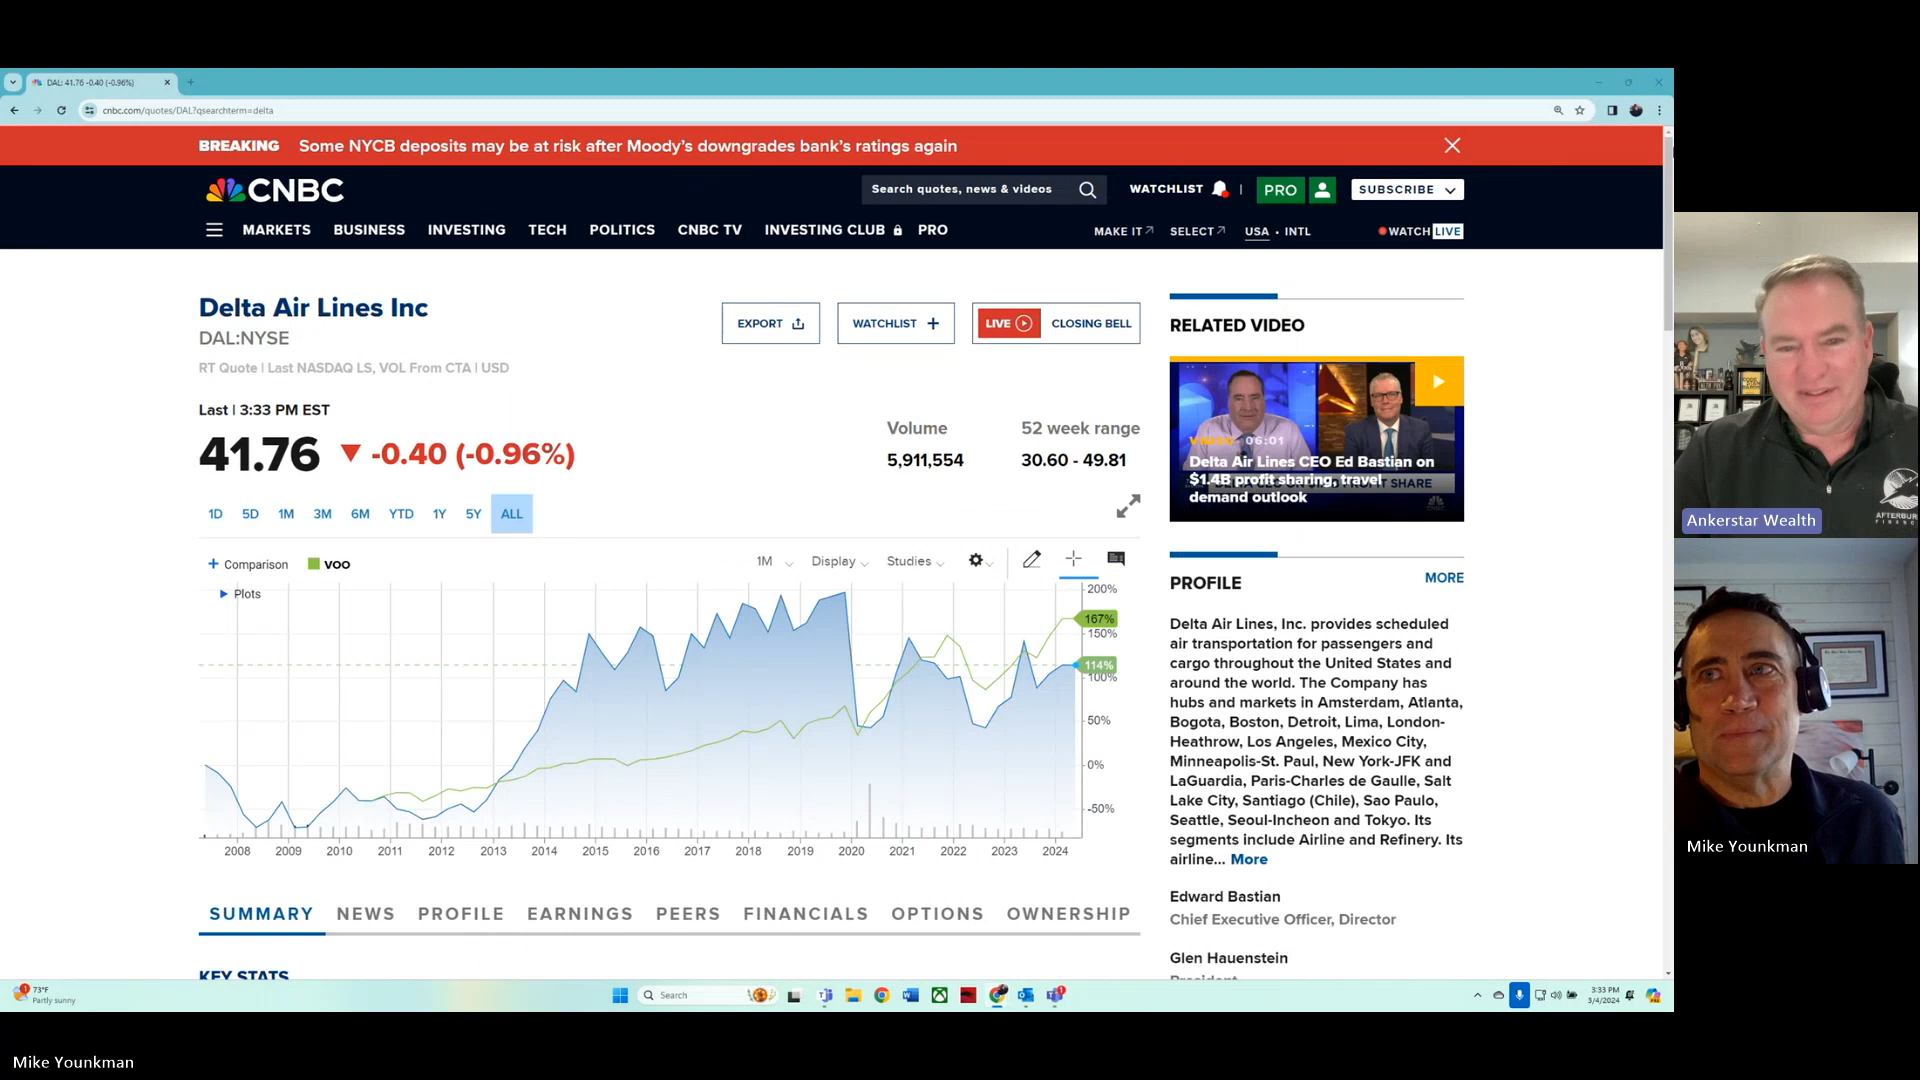 DAL: 41.76 -0.40 (-0.96%)
cnbc.com/quotes/DAL?qsearchterm=delta
BREAKING Some NYCB deposits may be at risk after Moody's downgrades bank's ratings again
CNBC
Search quotes, news & videos
WATCHLIST
PRO
SUBSCRIBE
MARKETS BUSINESS INVESTING TECH POLITICS CNBC TV INVESTING CLUB PRO
MAKE IT SELECT USA • INTL WATCH LIVE
Delta Air Lines Inc
DAL:NYSE
RT Quote | Last NASDAQ LS, VOL From CTA | USD
EXPORT
WATCHLIST +
LIVE CLOSING BELL
Last | 3:33 PM EST
41.76 ▼ -0.40 (-0.96%)
Volume
5,911,554
52 week range
30.60 - 49.81
1D 5D 1M 3M 6M YTD 1Y 5Y ALL
+ Comparison VOO
1M Display Studies
Plots
200%
167%
150%
114%
100%
50%
0%
-50%
2008 2009 2010 2011 2012 2013 2014 2015 2016 2017 2018 2019 2020 2021 2022 2023 2024
SUMMARY NEWS PROFILE EARNINGS PEERS FINANCIALS OPTIONS OWNERSHIP
KEY STATS
RELATED VIDEO
VIDEO 06:01
Delta Air Lines CEO Ed Bastian on
$1.4B profit sharing, travel
demand outlook
PROFILE
MORE
Delta Air Lines, Inc. provides scheduled
air transportation for passengers and
cargo throughout the United States and
around the world. The Company has
hubs and markets in Amsterdam, Atlanta,
Bogota, Boston, Detroit, Lima, London-
Heathrow, Los Angeles, Mexico City,
Minneapolis-St. Paul, New York-JFK and
LaGuardia, Paris-Charles de Gaulle, Salt
Lake City, Santiago (Chile), Sao Paulo,
Seattle, Seoul-Incheon and Tokyo. Its
segments include Airline and Refinery. Its
airline... More
Edward Bastian
Chief Executive Officer, Director
Glen Hauenstein
President
Ankerstar Wealth
Mike Younkman
73°F
Partly sunny
Search
3:33 PM
3/4/2024
Mike Younkman